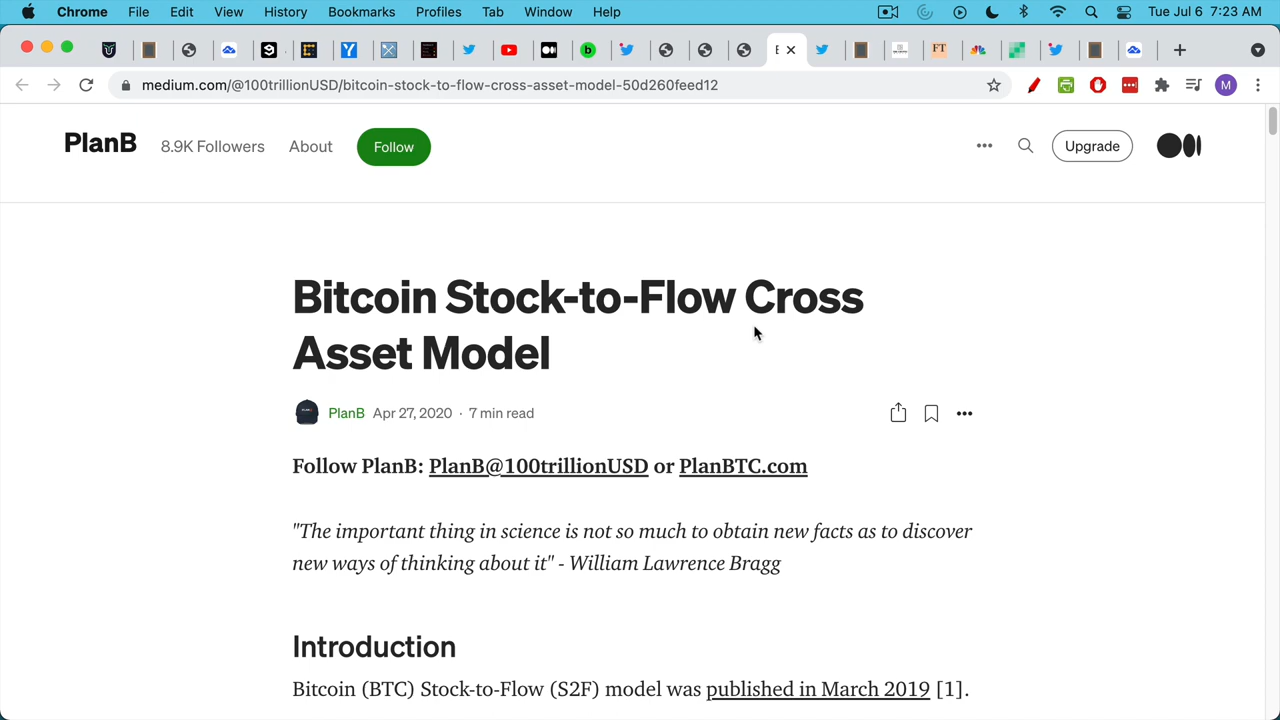 Chrome File Edit View History Bookmarks Profiles Tab Window Help Tue Jul 6 7:23 AM
FT
medium.com/@100trillionUSD/bitcoin-stock-to-flow-cross-asset-model-50d260feed12 M
PlanB 8.9K Followers About Follow Upgrade
Bitcoin Stock-to-Flow Cross
Asset Model
PlanB Apr 27, 2020 · 7 min read
Follow PlanB: PlanB@100trillionUSD or PlanBTC.com
"The important thing in science is not so much to obtain new facts as to discover
new ways of thinking about it" - William Lawrence Bragg
Introduction
Bitcoin (BTC) Stock-to-Flow (S2F) model was published in March 2019 [1].